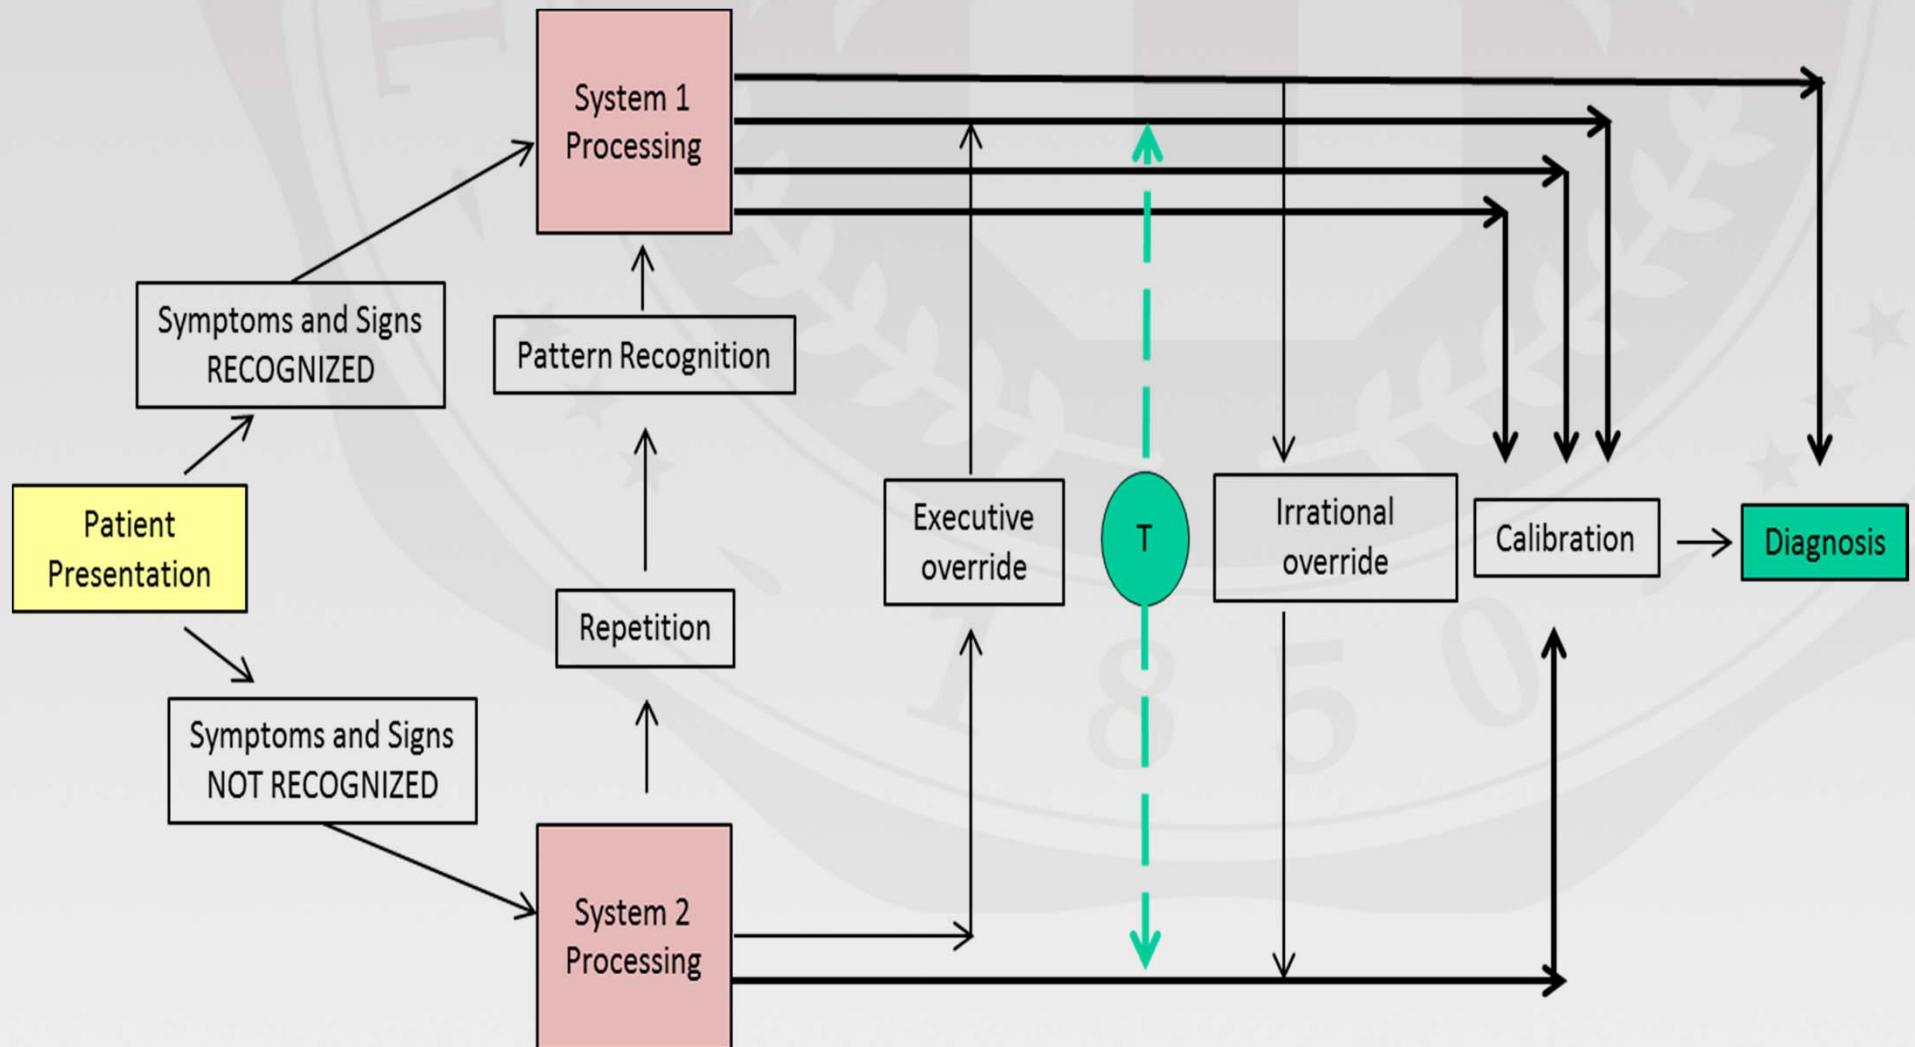 System 1
Processing
Symptoms and Signs
RECOGNIZED
Pattern Recognition
Patient
Presentation
Executive
override
T
Irrational
override
Calibration
Diagnosis
Repetition
Symptoms and Signs
NOT RECOGNIZED
System 2
Processing
1850